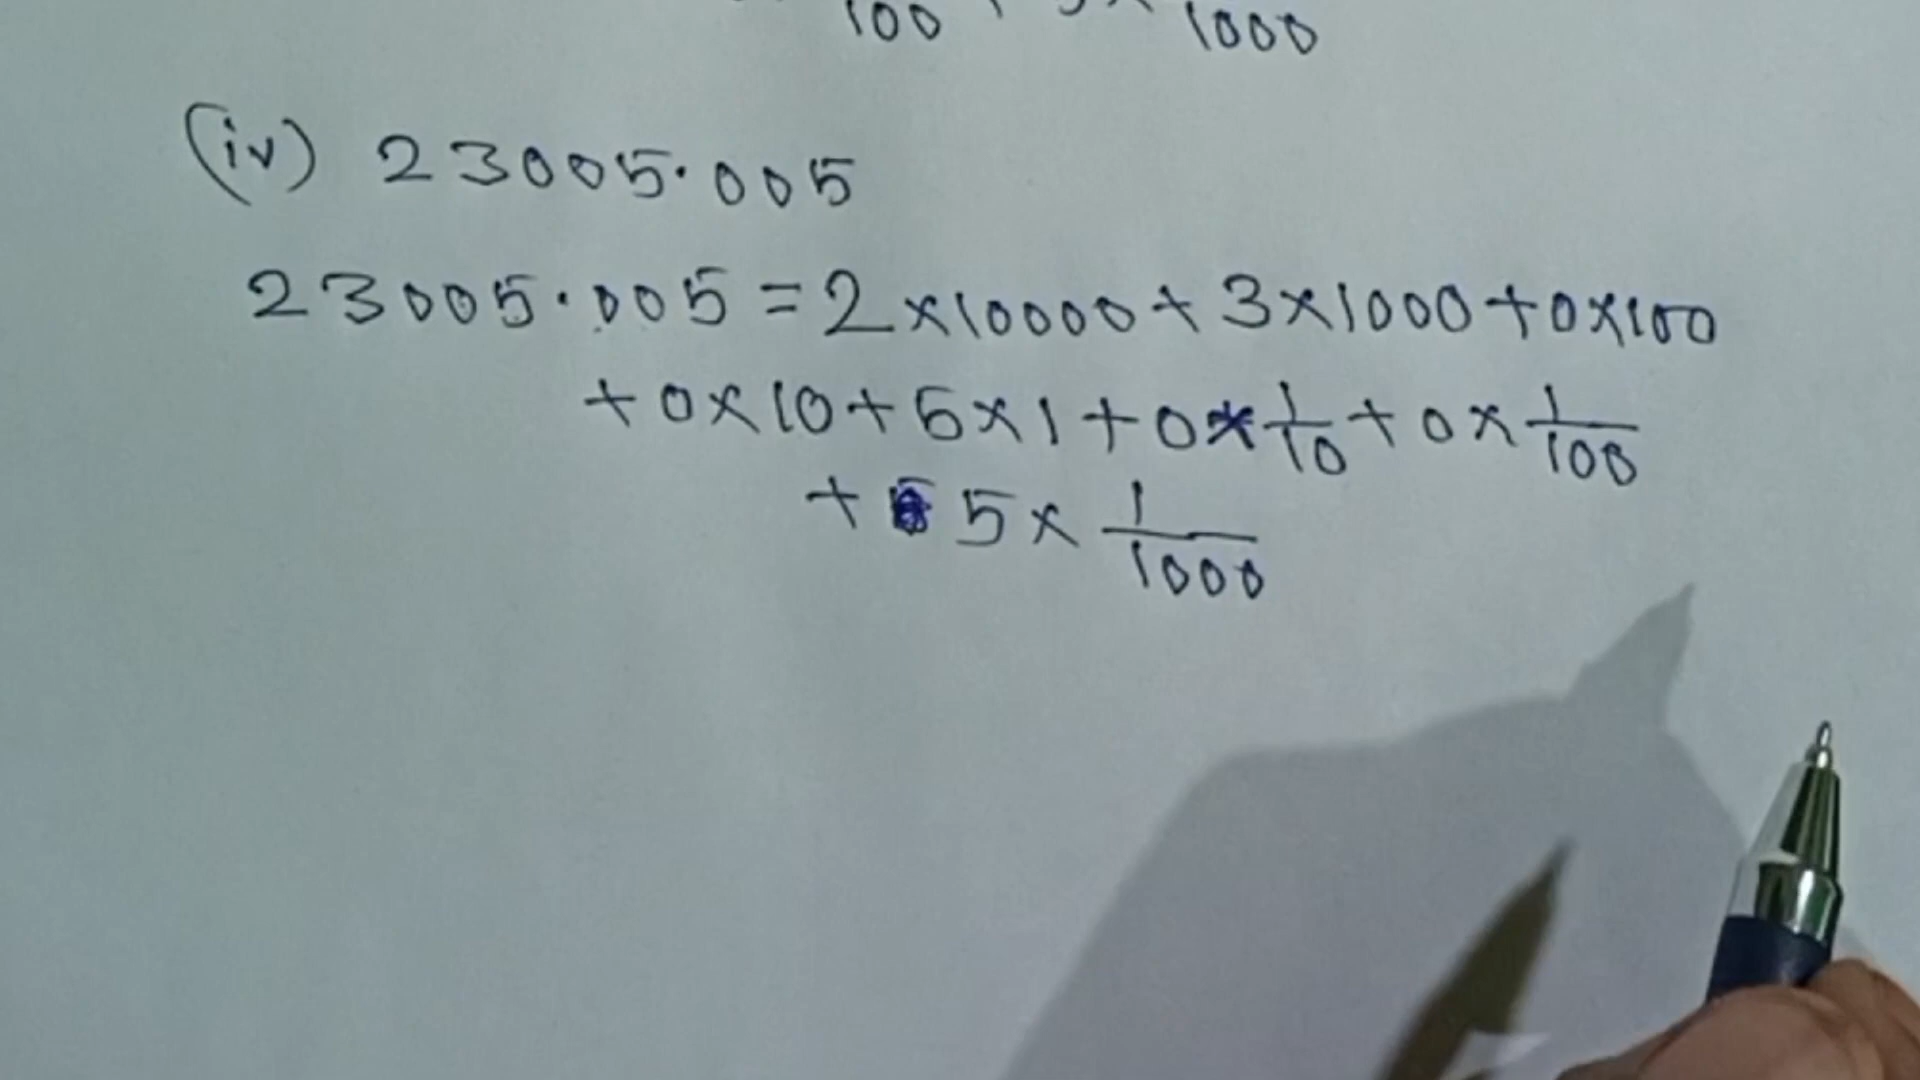 100 1000
(iv) 23005.005
23005.005 = 2×10000 + 3×1000 + 0×100
+ 0×10 + 5×1 + 0×1/10 + 0×1/100
+ 5×1/1000